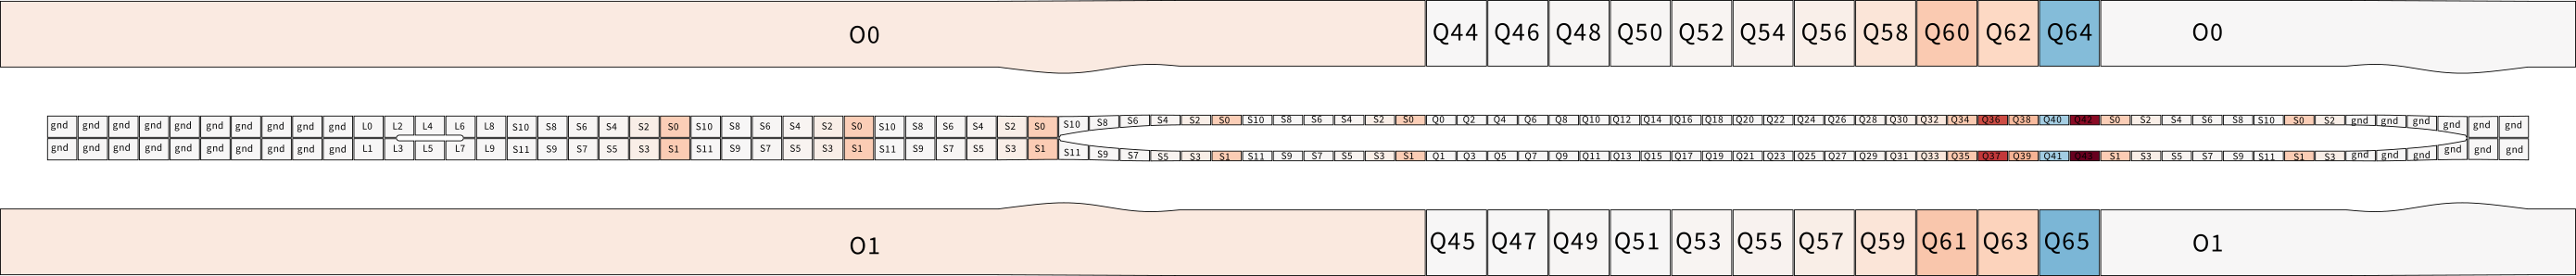 O0 Q44 Q46 Q48 Q50 Q52 Q54 Q56 Q58 Q60 Q62 Q64 O0
gnd gnd gnd gnd gnd gnd gnd gnd gnd gnd L0 L2 L4 L6 L8 S10 S8 S6 S4 S2 S0 S10 S8 S6 S4 S2 S0 S10 S8 S6 S4 S2 S0 S10 S8 S6 S4 S2 S0 S10 S8 S6 S4 S2 S0 Q0 Q2 Q4 Q6 Q8 Q10 Q12 Q14 Q16 Q18 Q20 Q22 Q24 Q26 Q28 Q30 Q32 Q34 Q36 Q38 Q40 Q42 S0 S2 S4 S6 S8 S10 S0 S2 gnd gnd gnd gnd gnd gnd
gnd gnd gnd gnd gnd gnd gnd gnd gnd gnd L1 L3 L5 L7 L9 S11 S9 S7 S5 S3 S1 S11 S9 S7 S5 S3 S1 S11 S9 S7 S5 S3 S1 S11 S9 S7 S5 S3 S1 S11 S9 S7 S5 S3 S1 Q1 Q3 Q5 Q7 Q9 Q11 Q13 Q15 Q17 Q19 Q21 Q23 Q25 Q27 Q29 Q31 Q33 Q35 Q37 Q39 Q41 Q43 S1 S3 S5 S7 S9 S11 S1 S3 gnd gnd gnd gnd gnd gnd
O1 Q45 Q47 Q49 Q51 Q53 Q55 Q57 Q59 Q61 Q63 Q65 O1